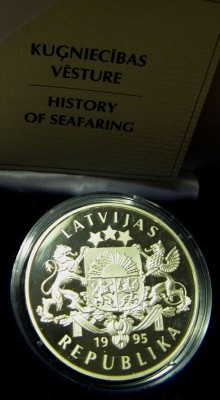 KUĢNIECĪBAS
VĒSTURE
HISTORY
OF SEAFARING
LATVIJAS
19 95
REPUBLIKA